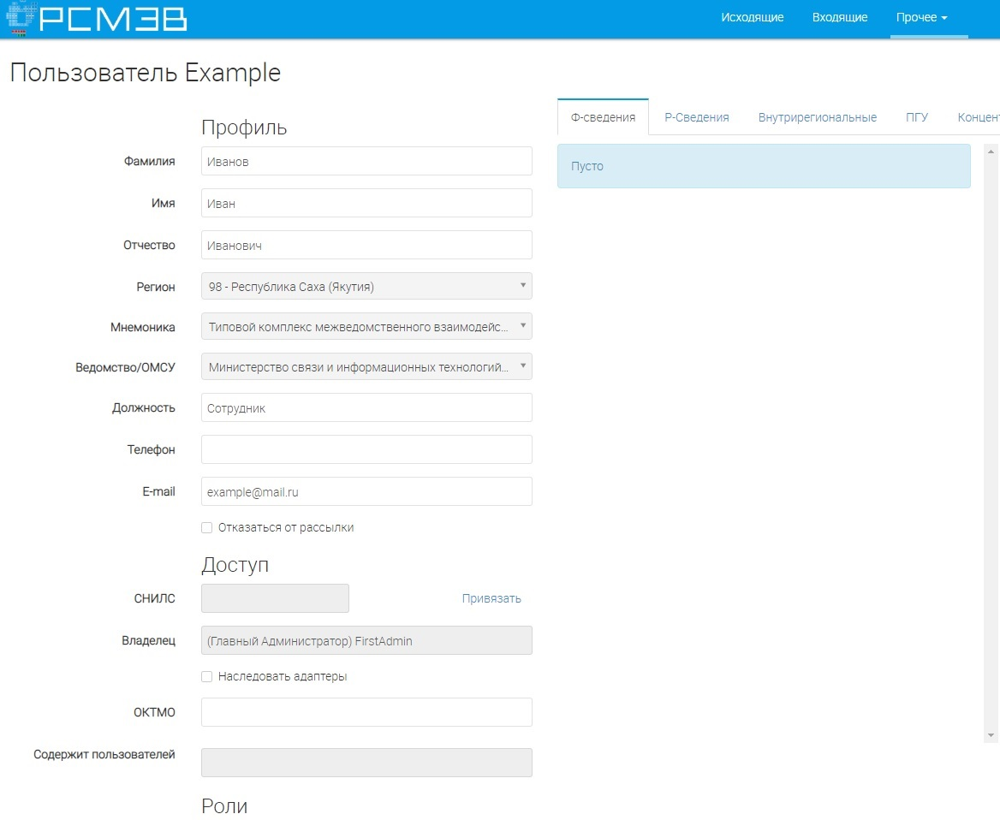 РСМЭВ
Исходящие Входящие Прочее
Пользователь Example
Ф-сведения Р-Сведения Внутрирегиональные ПГУ Концент
Пусто
Профиль
Фамилия Иванов
Имя Иван
Отчество Иванович
Регион 98 - Республика Саха (Якутия)
Мнемоника Типовой комплекс межведомственного взаимодейс...
Ведомство/ОМСУ Министерство связи и информационных технологий...
Должность Сотрудник
Телефон
E-mail example@mail.ru
Отказаться от рассылки
Доступ
СНИЛС Привязать
Владелец (Главный Администратор) FirstAdmin
Наследовать адаптеры
ОКТМО
Содержит пользователей
Роли